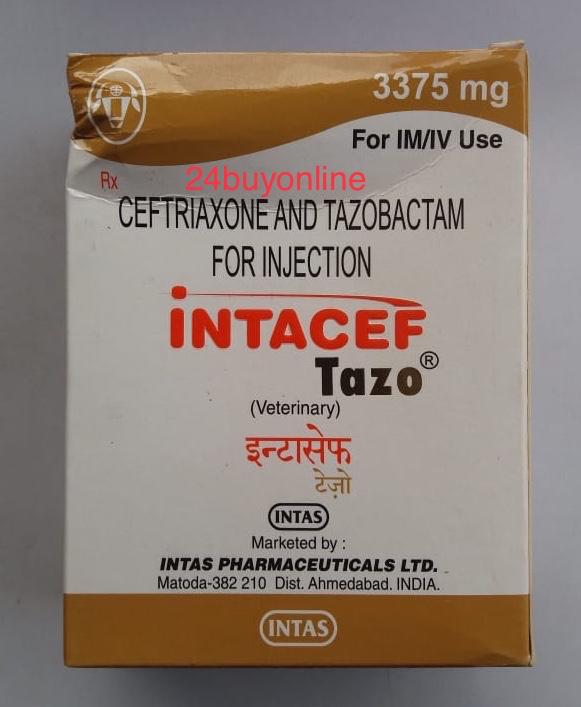 3375 mg
For IM/IV Use
Rx
24buyonline
CEFTRIAXONE AND TAZOBACTAM
FOR INJECTION
INTACEF
Tazo®
(Veterinary)
इन्टासेफ
टेज़ो
INTAS
Marketed by :
INTAS PHARMACEUTICALS LTD.
Matoda-382 210 Dist. Ahmedabad. INDIA.
INTAS